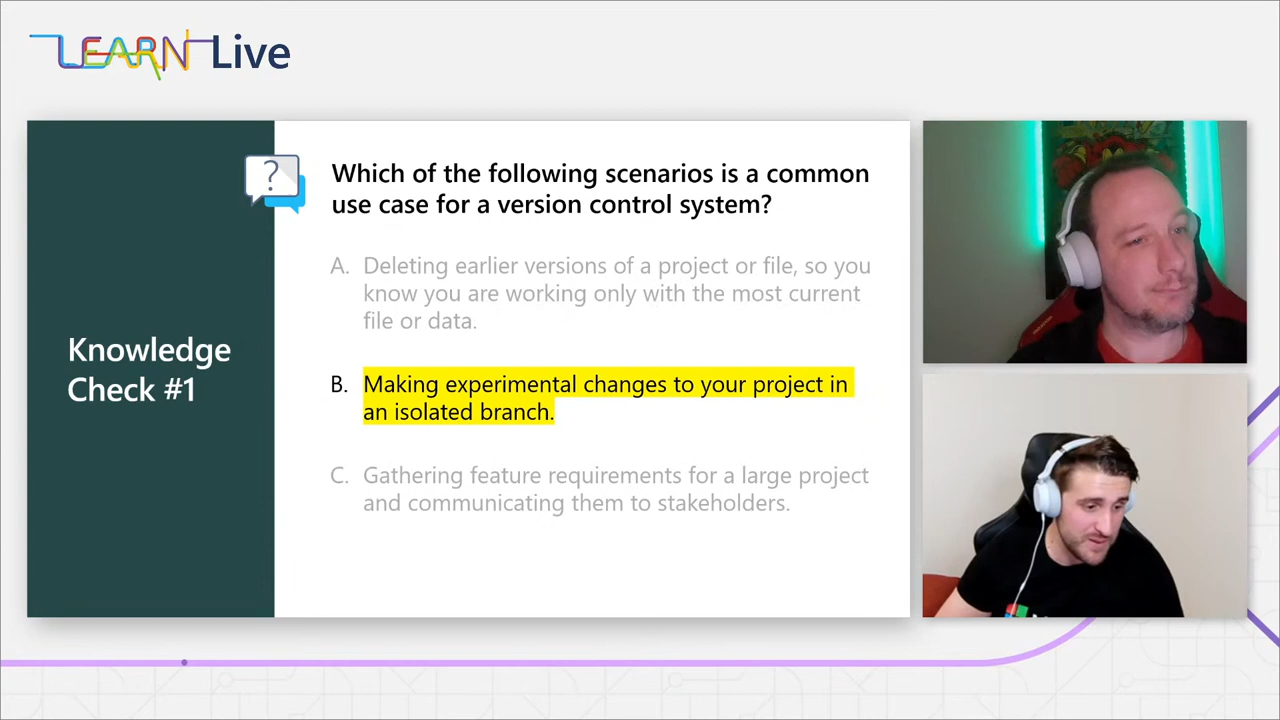 LEARN Live
Which of the following scenarios is a common
use case for a version control system?
A. Deleting earlier versions of a project or file, so you
know you are working only with the most current
file or data.
Knowledge
Check #1
B. Making experimental changes to your project in
an isolated branch.
C. Gathering feature requirements for a large project
and communicating them to stakeholders.